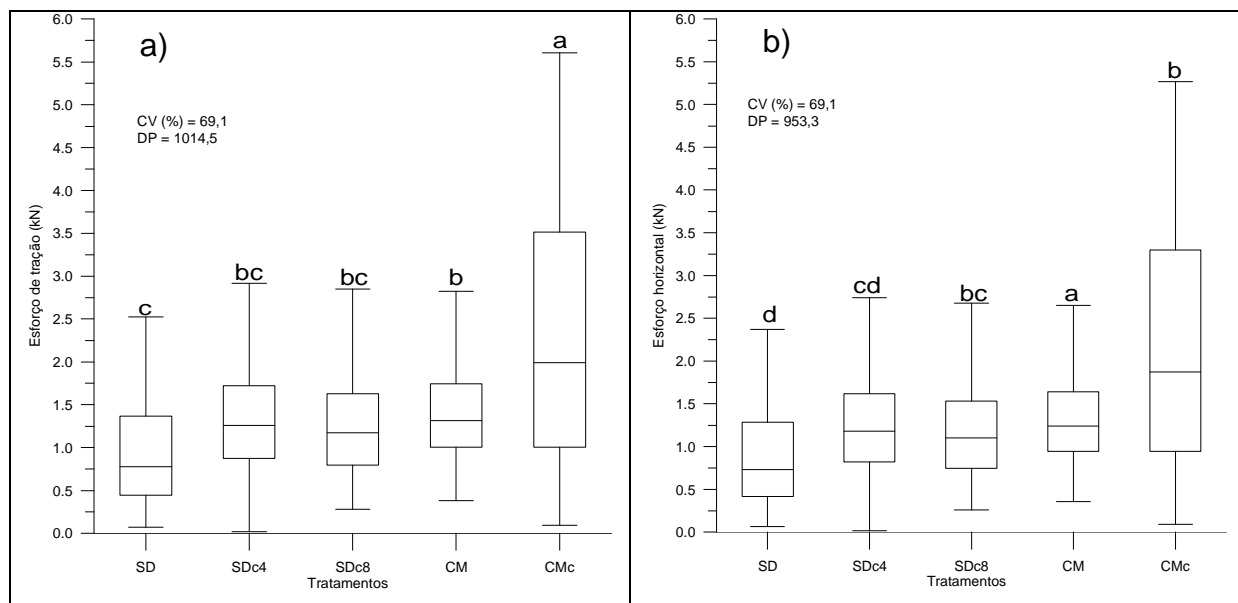 a)
CV (%) = 69,1
DP = 1014,5
Esforço de tração (kN)
6.0
5.5
5.0
4.5
4.0
3.5
3.0
2.5
2.0
1.5
1.0
0.5
0.0
c
bc
bc
b
a
SD
SDc4
SDc8
CM
CMc
Tratamentos
b)
CV (%) = 69,1
DP = 953,3
Esforço horizontal (kN)
6.0
5.5
5.0
4.5
4.0
3.5
3.0
2.5
2.0
1.5
1.0
0.5
0.0
d
cd
bc
a
b
SD
SDc4
SDc8
CM
CMc
Tratamentos